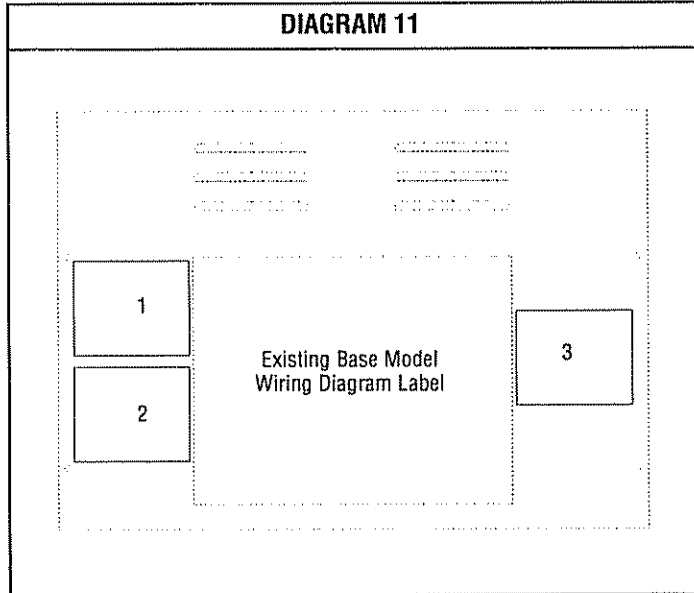 DIAGRAM 11
1
Existing Base Model
Wiring Diagram Label
3
2